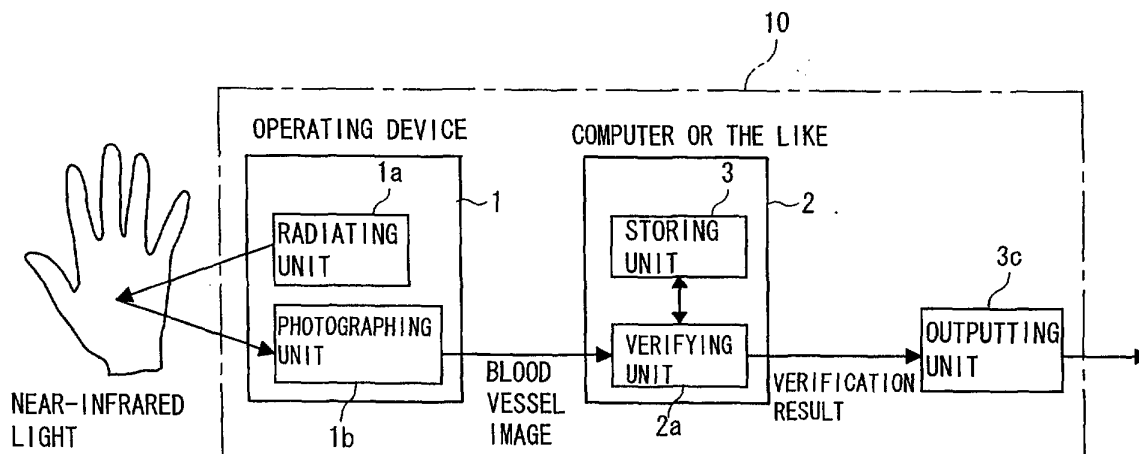 10
OPERATING DEVICE
COMPUTER OR THE LIKE
1a
1
RADIATING
UNIT
3
2
STORING
UNIT
3c
PHOTOGRAPHING
UNIT
VERIFYING
UNIT
OUTPUTTING
UNIT
NEAR-INFRARED
LIGHT
1b
BLOOD
VESSEL
IMAGE
2a
VERIFICATION
RESULT